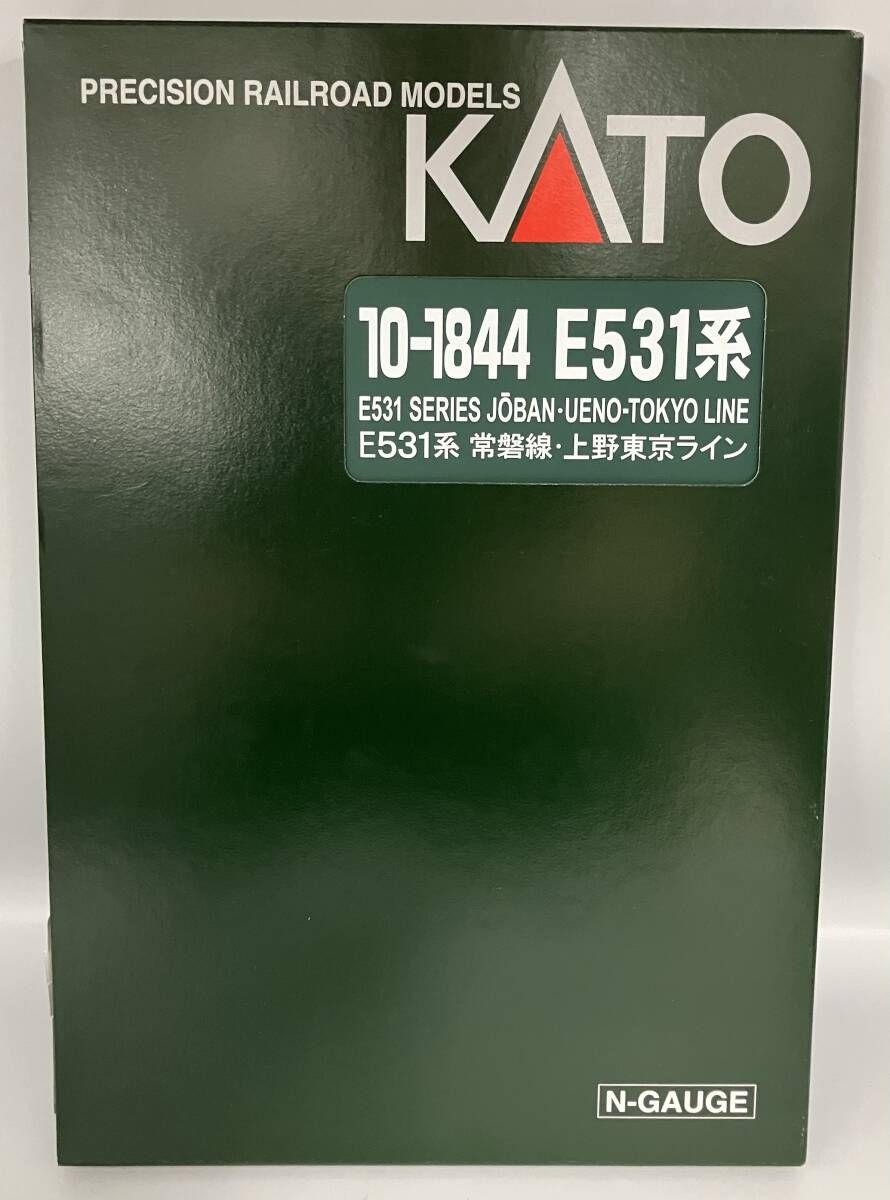 PRECISION RAILROAD MODELS
KATO
10-1844 E531系
E531 SERIES JŌBAN·UENO-TOKYO LINE
E531系 常磐線·上野東京ライン
N-GAUGE